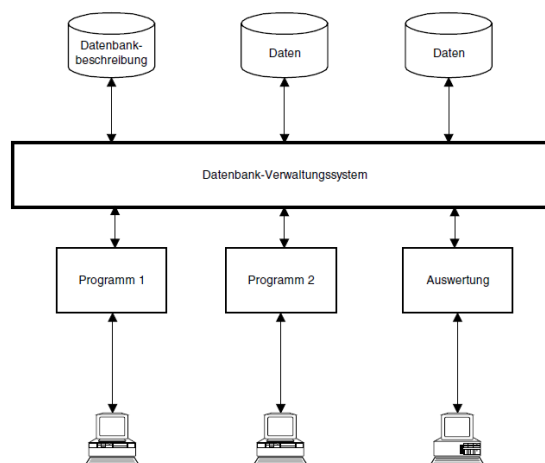 Datenbank-
beschreibung
Daten
Daten
Datenbank-Verwaltungssystem
Programm 1
Programm 2
Auswertung